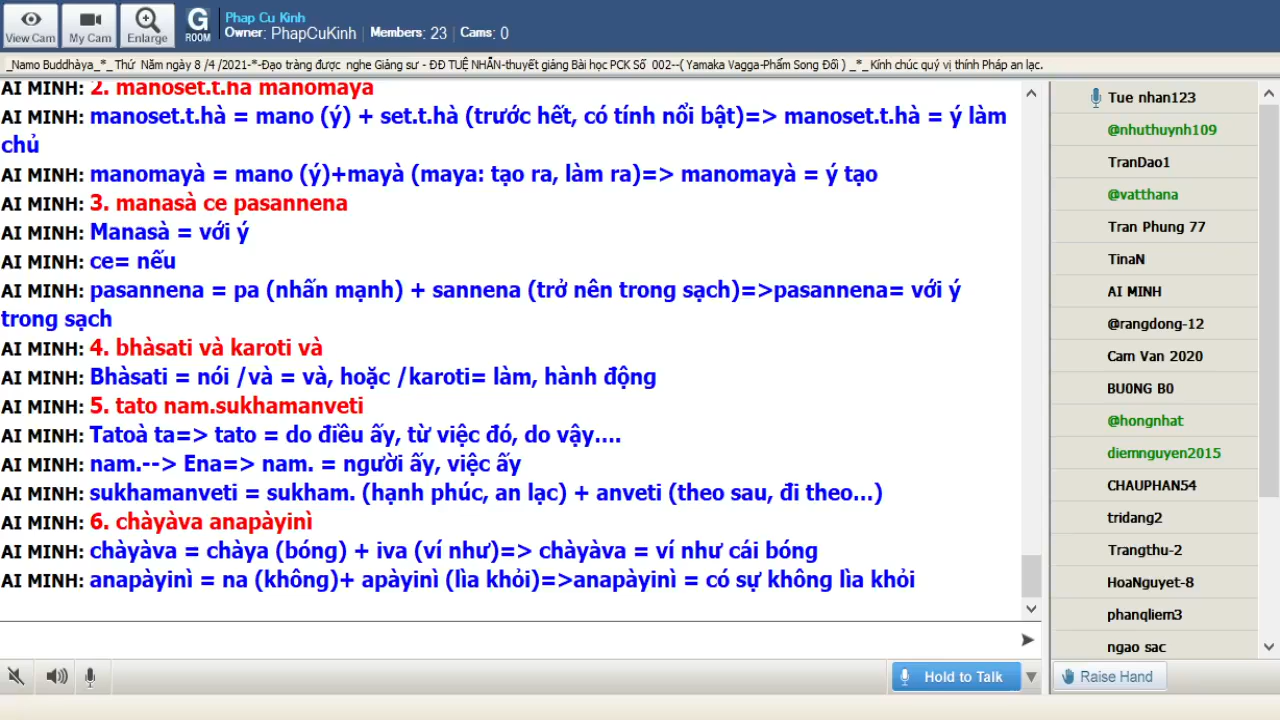 View Cam
My Cam
Enlarge
G
ROOM
Phap Cu Kinh
Owner: PhapCuKinh | Members: 23 | Cams: 0
_Namo Buddhàya_*_ Thứ Năm ngày 8 /4 /2021-*-Đạo tràng được nghe Giảng sư - ĐĐ TUỆ NHẪN-thuyết giảng Bài học PCK Số 002--( Yamaka Vagga-Phẩm Song Đối ) _*_Kính chúc quý vị thính Pháp an lạc.
AI MINH: 2. manoset.t.hà manomaya
AI MINH: manoset.t.hà = mano (ý) + set.t.hà (trước hết, có tính nổi bật)=> manoset.t.hà = ý làm
chủ
AI MINH: manomayà = mano (ý)+mayà (maya: tạo ra, làm ra)=> manomayà = ý tạo
AI MINH: 3. manasà ce pasannena
AI MINH: Manasà = với ý
AI MINH: ce= nếu
AI MINH: pasannena = pa (nhấn mạnh) + sannena (trở nên trong sạch)=>pasannena= với ý
trong sạch
AI MINH: 4. bhàsati và karoti và
AI MINH: Bhàsati = nói /và = và, hoặc /karoti= làm, hành động
AI MINH: 5. tato nam.sukhamanveti
AI MINH: Tatoà ta=> tato = do điều ấy, từ việc đó, do vậy....
AI MINH: nam.--> Ena=> nam. = người ấy, việc ấy
AI MINH: sukhamanveti = sukham. (hạnh phúc, an lạc) + anveti (theo sau, đi theo...)
AI MINH: 6. chàyàva anapàyinì
AI MINH: chàyàva = chàya (bóng) + iva (ví như)=> chàyàva = ví như cái bóng
AI MINH: anapàyinì = na (không)+ apàyinì (lìa khỏi)=>anapàyinì = có sự không lìa khỏi
Tue nhan123
@nhuthuynh109
TranDao1
@vatthana
Tran Phung 77
TinaN
AI MINH
@rangdong-12
Cam Van 2020
BU0NG B0
@hongnhat
diemnguyen2015
CHAUPHAN54
tridang2
Trangthu-2
HoaNguyet-8
phanqliem3
ngao sac
Hold to Talk
Raise Hand